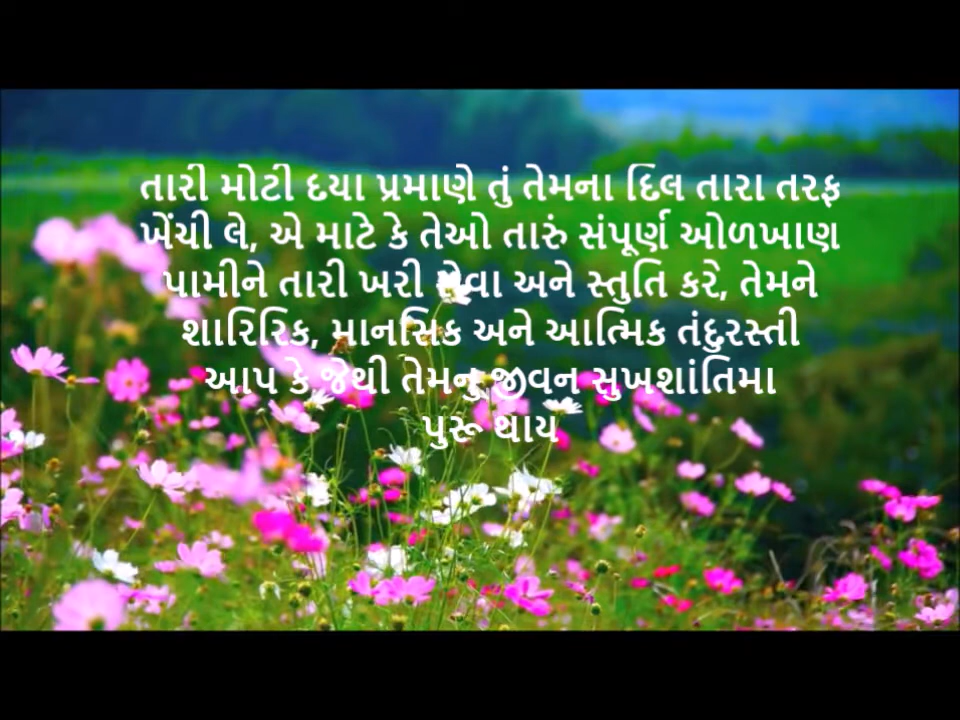 તારી મોટી દયા પ્રમાણે તું તેમના દિલ તારા તરફ
ખેંચી લે, એ માટે કે તેઓ તારું સંપૂર્ણ ઓળખાણ
પામીને તારી ખરી સેવા અને સ્તુતિ કરે, તેમને
શારિરિક, માનસિક અને આત્મિક તંદુરસ્તી
આપ કે જેથી તેમનુ જીવન સુખશાંતિમા
પુરૂ થાય